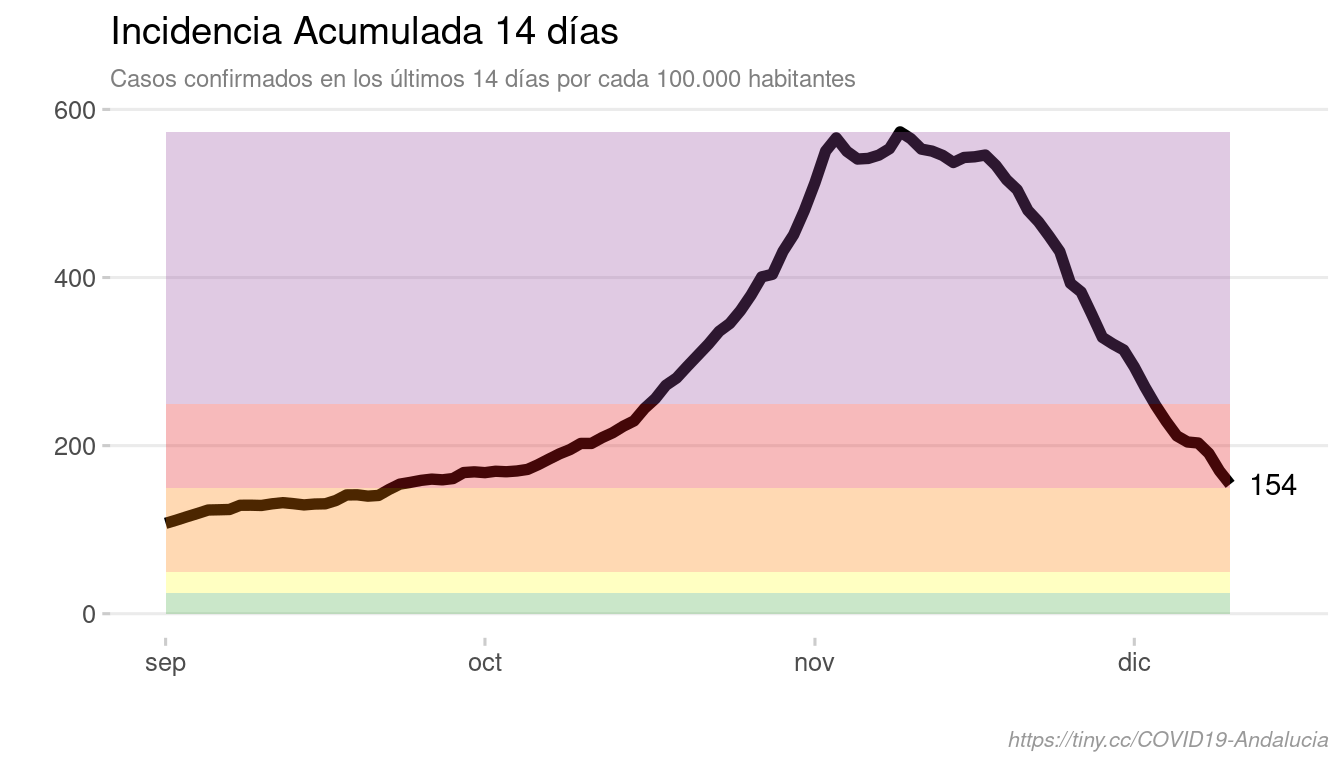 Incidencia Acumulada 14 días
Casos confirmados en los últimos 14 días por cada 100.000 habitantes
600
400
200
0
154
sep oct nov dic
https://tiny.cc/COVID19-Andalucia